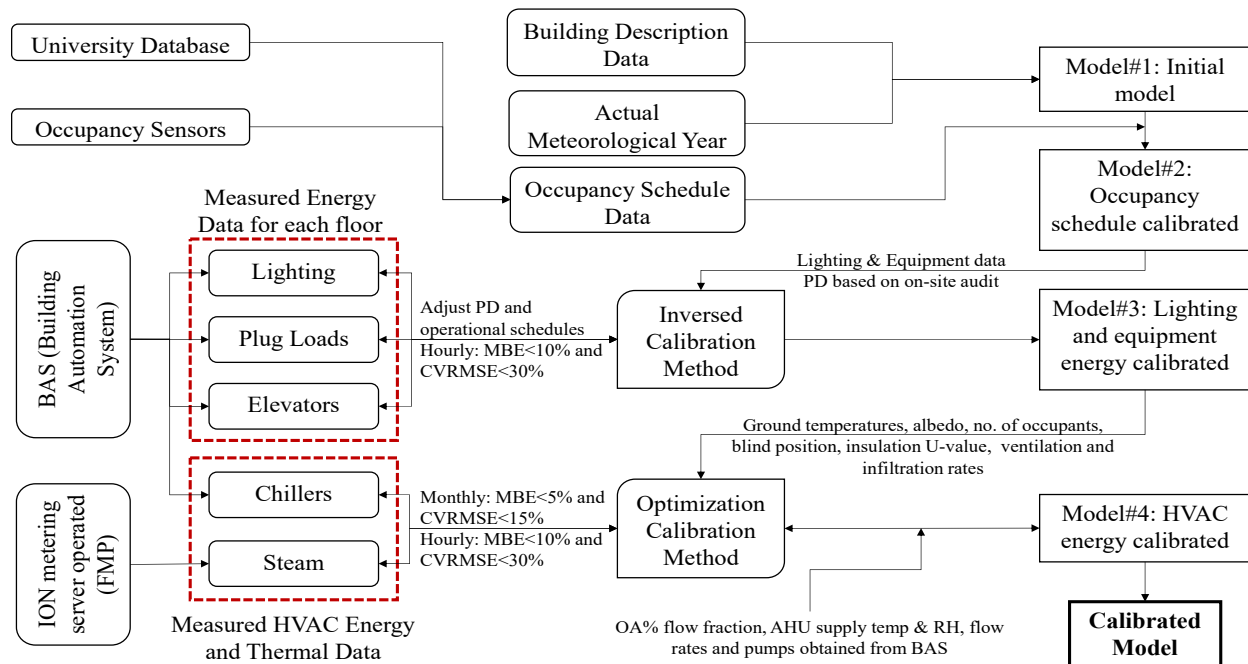 University Database
Occupancy Sensors
Building Description
Data
Actual
Meteorological Year
Occupancy Schedule
Data
Model#1: Initial
model
Model#2:
Occupancy
schedule calibrated
Measured Energy
Data for each floor
BAS (Building
Automation
System)
Lighting
Plug Loads
Elevators
Adjust PD and
operational schedules
Hourly: MBE<10% and
CVRMSE<30%
Lighting & Equipment data
PD based on on-site audit
Inversed
Calibration
Method
Model#3: Lighting
and equipment
energy calibrated
Ground temperatures, albedo, no. of occupants,
blind position, insulation U-value, ventilation and
infiltration rates
ION metering
server operated
(FMP)
Chillers
Steam
Measured HVAC Energy
and Thermal Data
Monthly: MBE<5% and
CVRMSE<15%
Hourly: MBE<10% and
CVRMSE<30%
Optimization
Calibration
Method
Model#4: HVAC
energy calibrated
OA% flow fraction, AHU supply temp & RH, flow
rates and pumps obtained from BAS
Calibrated
Model